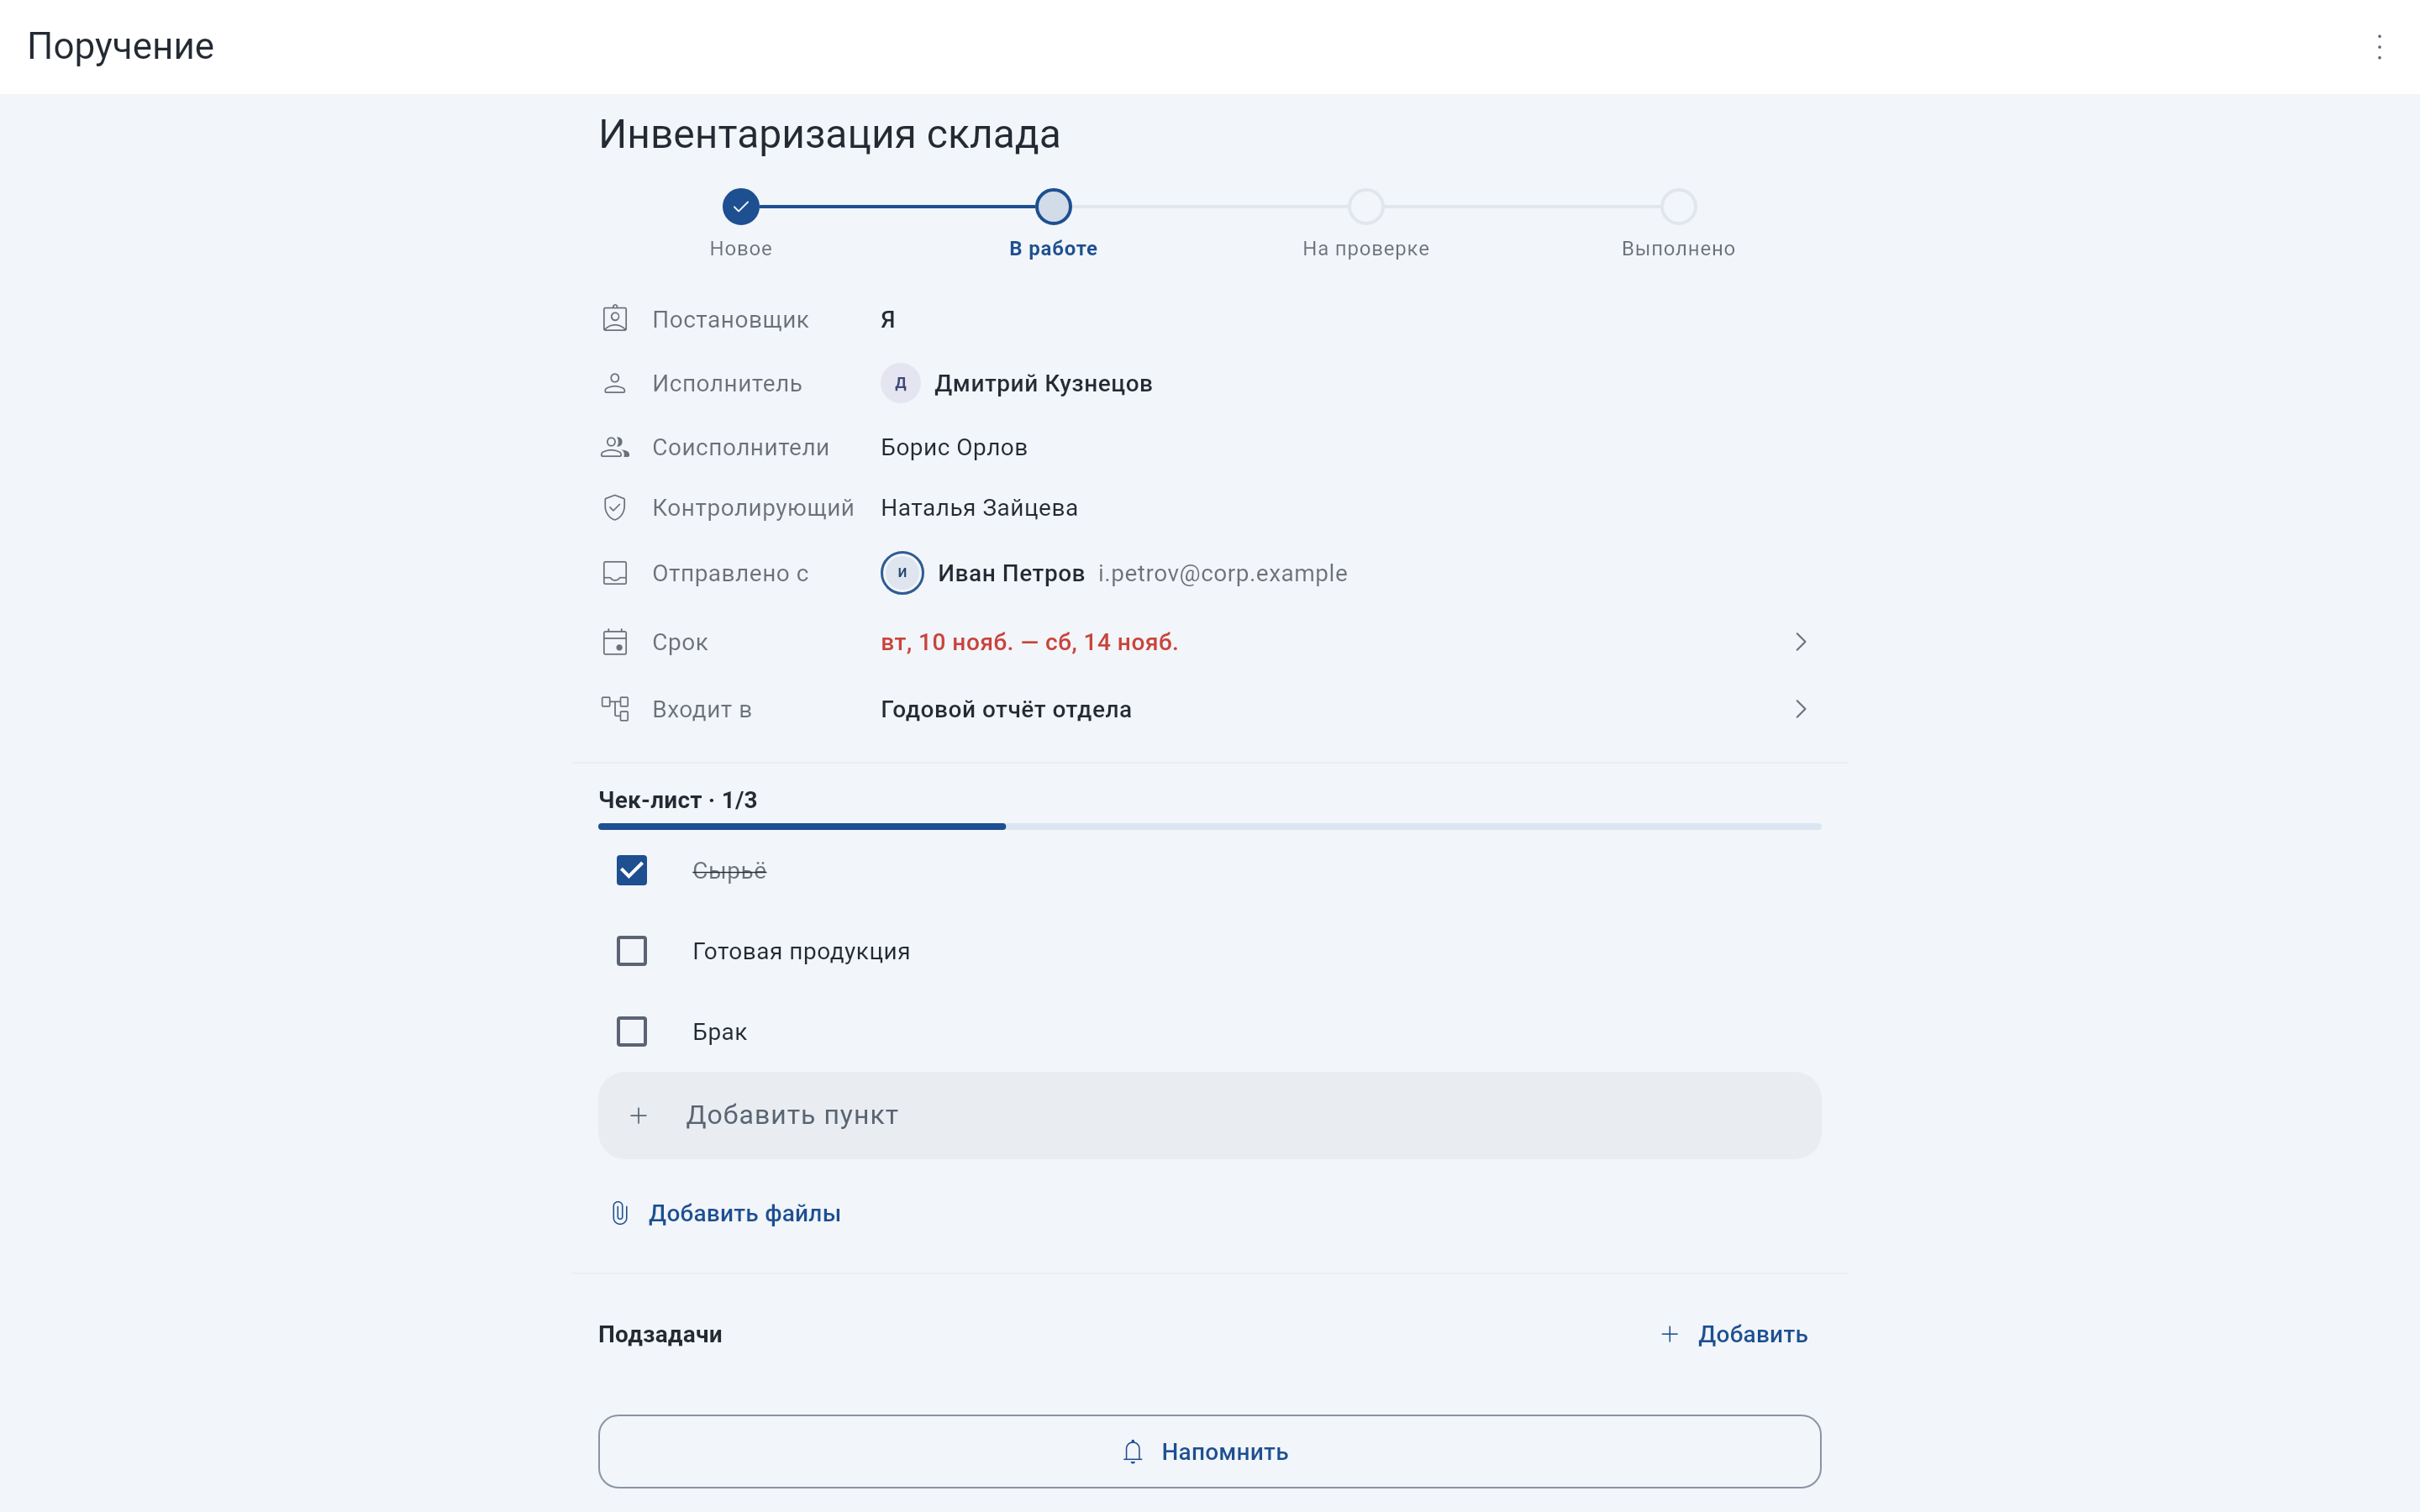 Поручение
Инвентаризация склада
Новое
В работе
На проверке
Выполнено
Постановщик Я
Исполнитель Д Дмитрий Кузнецов
Соисполнители Борис Орлов
Контролирующий Наталья Зайцева
Отправлено с И Иван Петров i.petrov@corp.example
Срок вт, 10 нояб. — сб, 14 нояб.
Входит в Годовой отчёт отдела
Чек-лист · 1/3
Сырьё
Готовая продукция
Брак
Добавить пункт
Добавить файлы
Подзадачи
Добавить
Напомнить